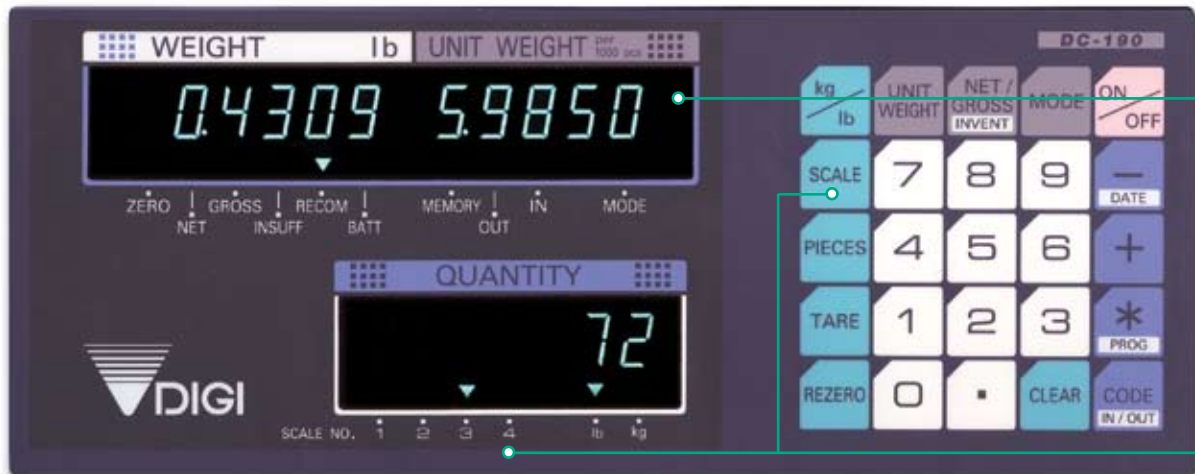 WEIGHT lb UNIT WEIGHT per 1000 pcs
DC-190
0.4309 5.9850
ZERO NET GROSS INSUFF RECOM BATT MEMORY OUT IN MODE
QUANTITY
72
DIGI
SCALE NO. 1 2 3 4 lb kg
kg/lb UNIT WEIGHT NET/GROSS INVENT MODE ON/OFF
SCALE 7 8 9 - DATE
PIECES 4 5 6 +
TARE 1 2 3 * PROG
REZERO 0 . CLEAR CODE IN/OUT